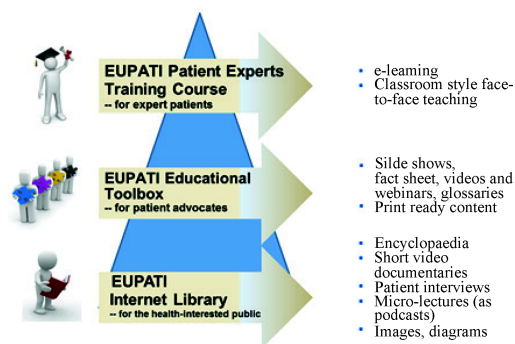 EUPATI Patient Experts
Training Course
-- for expert patients
e-leaming
Classroom style face-
to-face teaching
EUPATI Educational
Toolbox
-- for patient advocates
Silde shows,
fact sheet, videos and
webinars, glossaries
Print ready content
EUPATI
Internet Library
-- for the health-interested public
Encyclopaedia
Short video
documentaries
Patient interviews
Micro-lectures (as
podcasts)
Images, diagrams